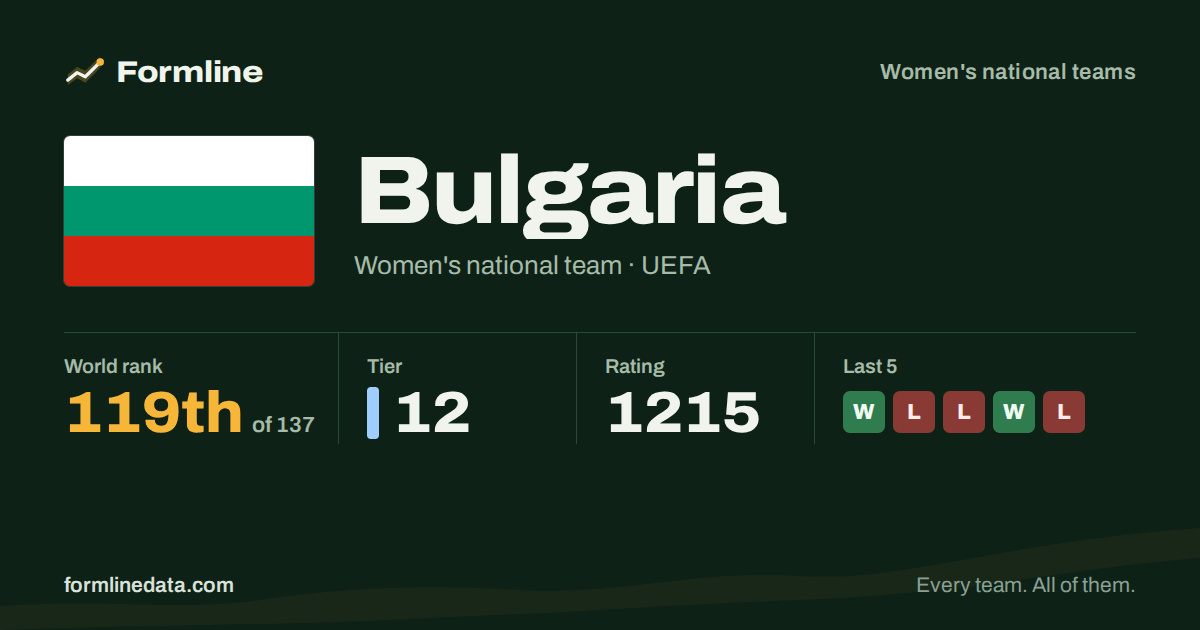 Formline
Women's national teams
Bulgaria
Women's national team · UEFA
World rank
119th of 137
Tier
12
Rating
1215
Last 5
W L L W L
formlinedata.com
Every team. All of them.